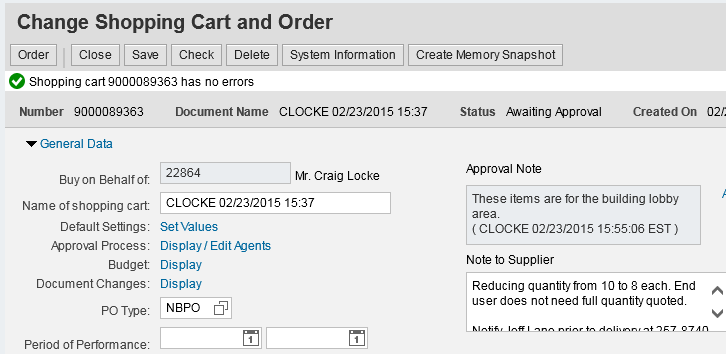 Change Shopping Cart and Order
Order Close Save Check Delete System Information Create Memory Snapshot
Shopping cart 9000089363 has no errors
Number 9000089363 Document Name CLOCKE 02/23/2015 15:37 Status Awaiting Approval Created On 02/
General Data
Buy on Behalf of: 22864 Mr. Craig Locke
Name of shopping cart: CLOCKE 02/23/2015 15:37
Default Settings: Set Values
Approval Process: Display / Edit Agents
Budget: Display
Document Changes: Display
PO Type: NBPO
Period of Performance:
Approval Note
These items are for the building lobby
area.
( CLOCKE 02/23/2015 15:55:06 EST )
Note to Supplier
Reducing quantity from 10 to 8 each. End
user does not need full quantity quoted.
Notify Jeff Lane prior to delivery at 257-8740